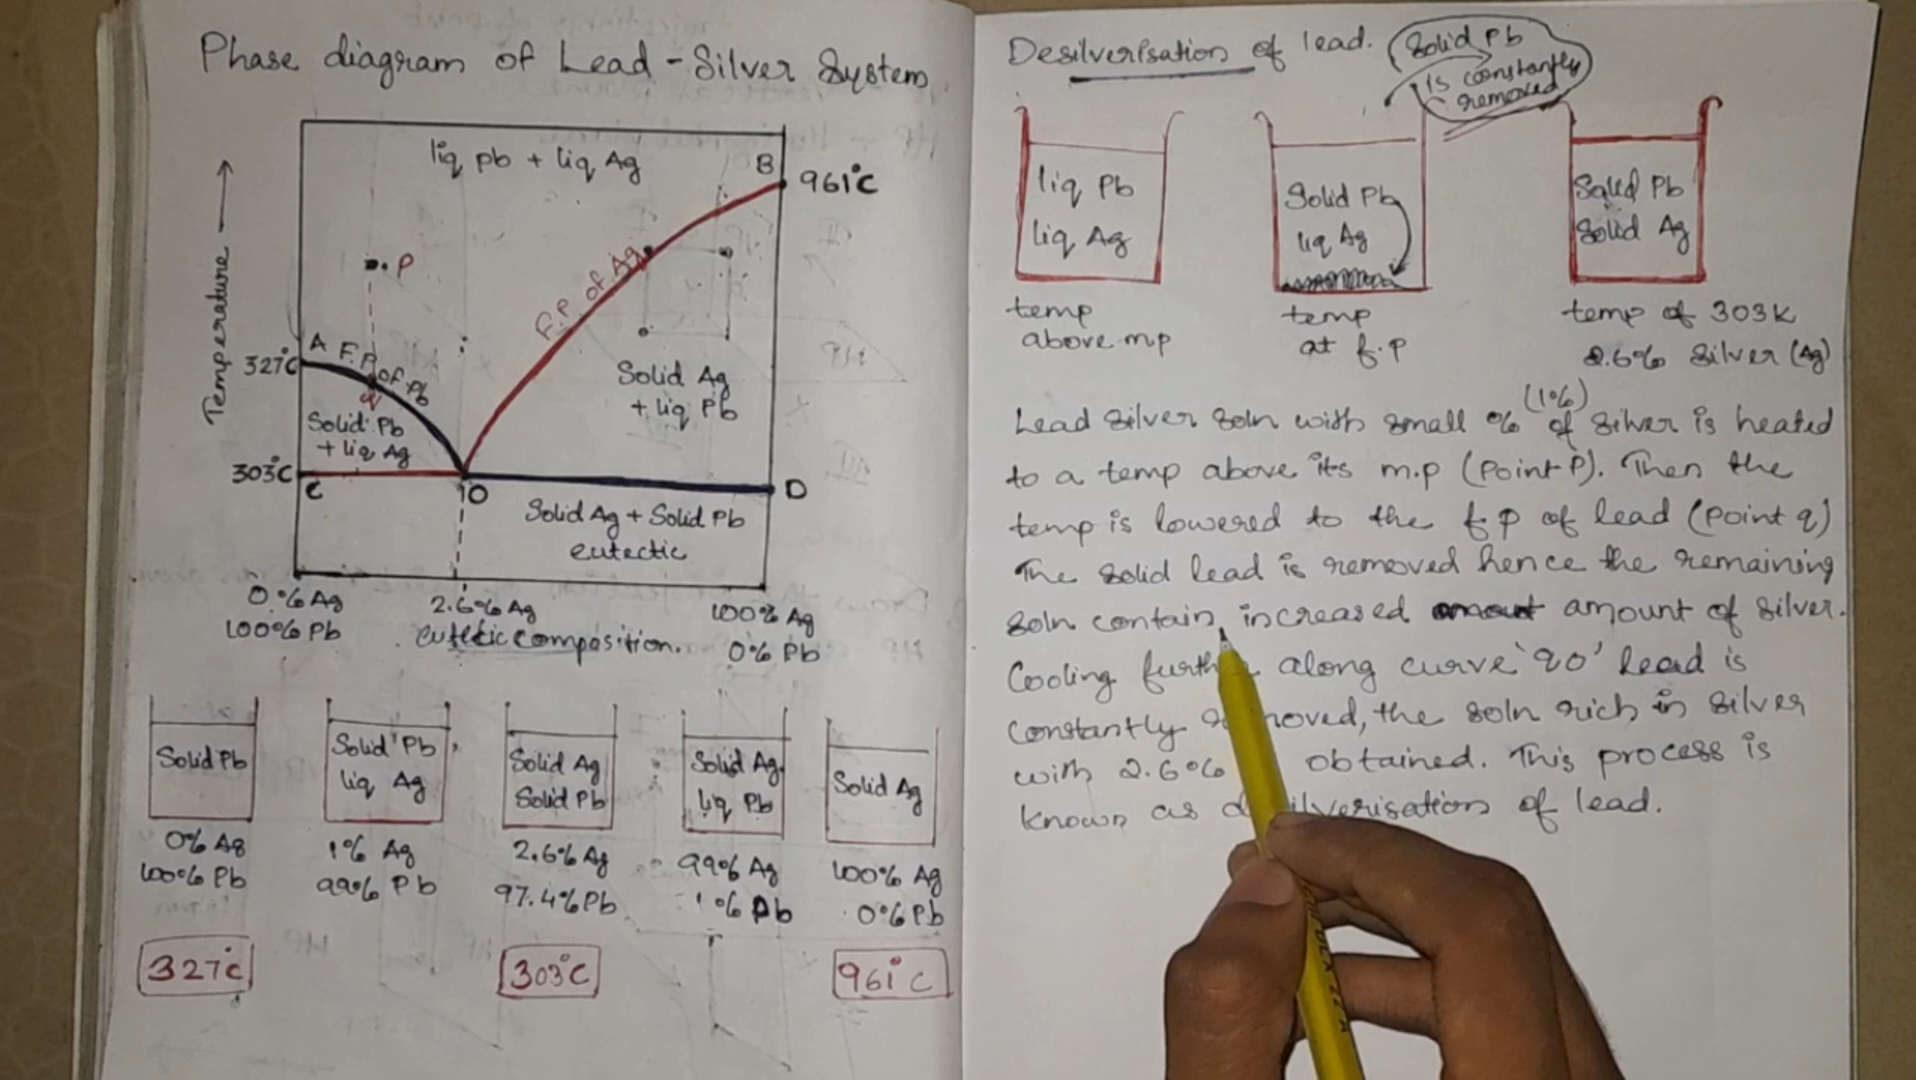 Phase diagram of Lead - Silver System
liq pb + liq Ag
B
961°C
P
Temperature
F.P. of Ag
327°C
A F.P. of Pb
q
Solid Pb
+ liq Ag
Solid Ag
+ liq Pb
303°C
C
O
D
Solid Ag + Solid Pb
eutectic
0% Ag
100% Pb
2.6% Ag
eutectic composition.
100% Ag
0% Pb
Solid Pb
0% Ag
100% Pb
327°C
Solid Pb
liq Ag
1% Ag
99% Pb
Solid Ag
Solid Pb
2.6% Ag
97.4% Pb
303°C
Solid Ag
liq Pb
99% Ag
1% Pb
Solid Ag
100% Ag
0% Pb
961°C
Desilverisation of lead.
Solid Pb
is constantly
removed
liq Pb
liq Ag
temp
above mp
Solid Pb
liq Ag
temp
at f.p
Solid Pb
Solid Ag
temp of 303K
2.6% Silver (Ag)
(1%)
Lead silver soln with small % of silver is heated
to a temp above its m.p (Point P). Then the
temp is lowered to the f p of lead (Point q)
The solid lead is removed hence the remaining
soln contain increased amount of silver.
Cooling along curve 'qo' lead is
constantly the soln rich in silver
with 2.6% obtained. This process is
known as of lead.